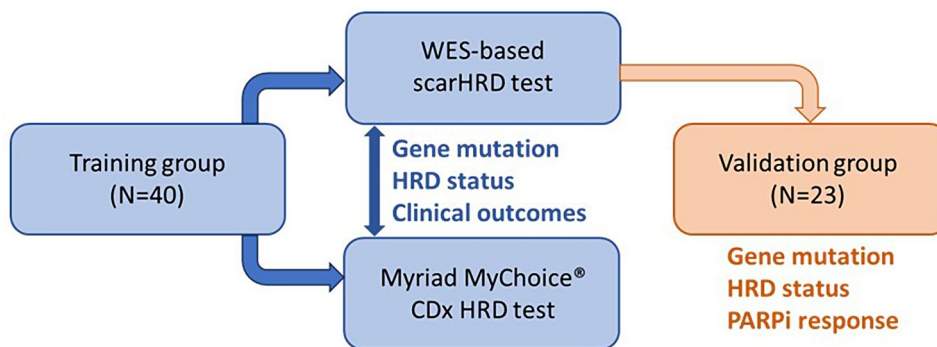 WES-based
scarHRD test
Training group
(N=40)
Gene mutation
HRD status
Clinical outcomes
Validation group
(N=23)
Myriad MyChoice®
CDx HRD test
Gene mutation
HRD status
PARPi response